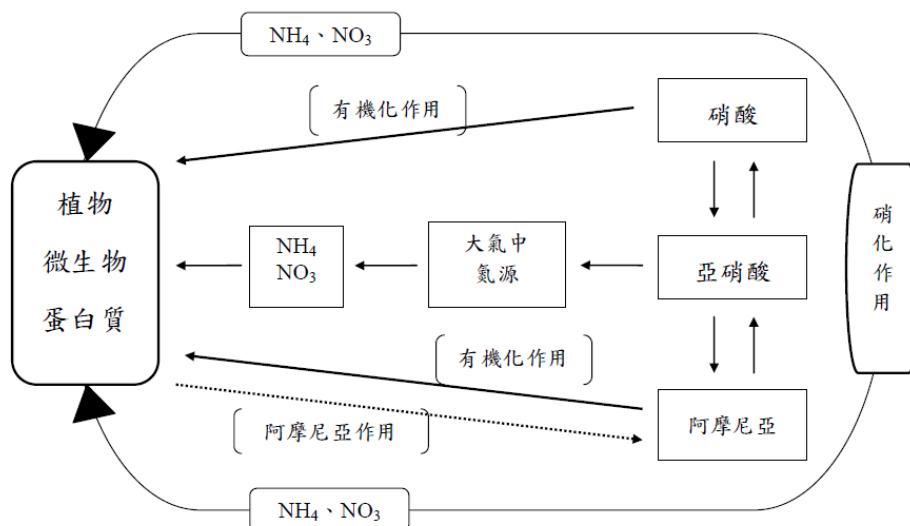 NH₄、NO₃
有機化作用
硝酸
植物
微生物
蛋白質
NH₄
NO₃
大氣中
氮源
亞硝酸
硝
化
作
用
有機化作用
阿摩尼亞作用
阿摩尼亞
NH₄、NO₃